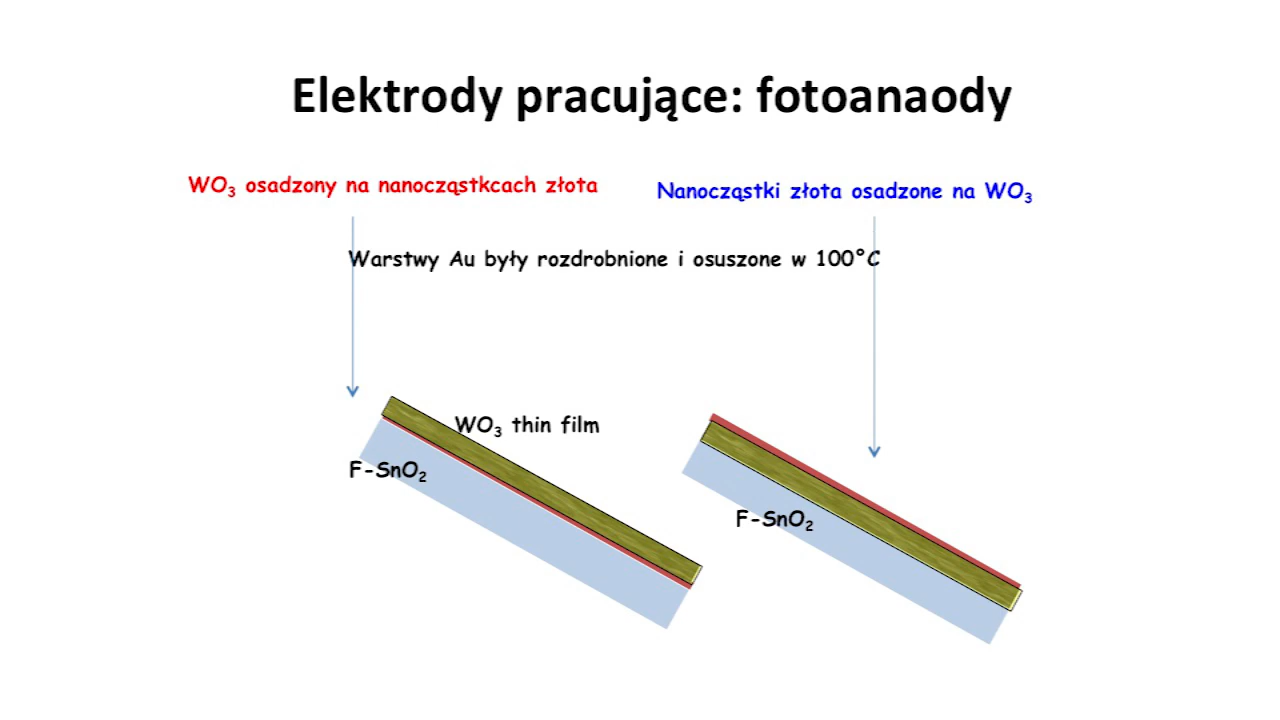 Elektrody pracujące: fotoanaody
WO₃ osadzony na nanocząstkcach złota
Nanocząstki złota osadzone na WO₃
Warstwy Au były rozdrobnione i osuszone w 100°C
WO₃ thin film
F-SnO₂
F-SnO₂